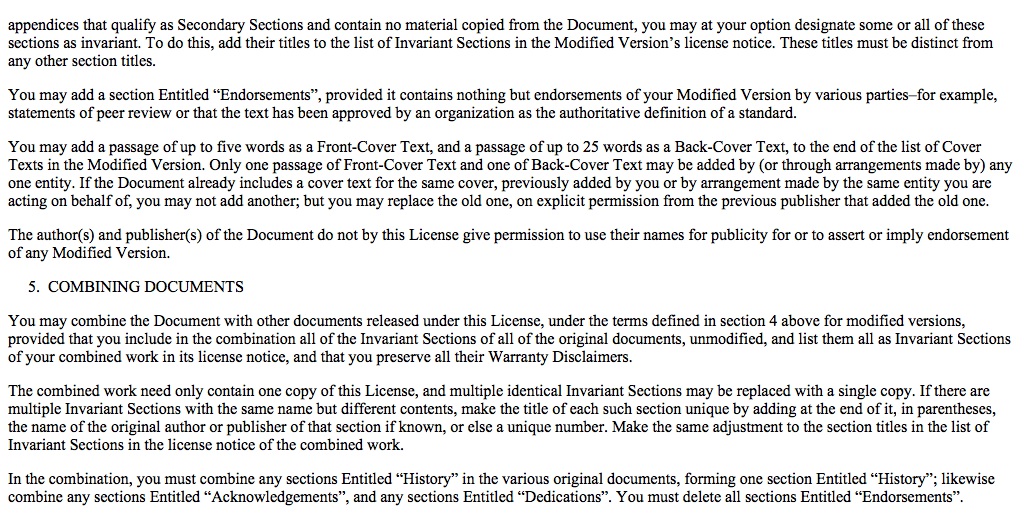 appendices that qualify as Secondary Sections and contain no material copied from the Document, you may at your option designate some or all of these
sections as invariant. To do this, add their titles to the list of Invariant Sections in the Modified Version’s license notice. These titles must be distinct from
any other section titles.
You may add a section Entitled “Endorsements”, provided it contains nothing but endorsements of your Modified Version by various parties–for example,
statements of peer review or that the text has been approved by an organization as the authoritative definition of a standard.
You may add a passage of up to five words as a Front-Cover Text, and a passage of up to 25 words as a Back-Cover Text, to the end of the list of Cover
Texts in the Modified Version. Only one passage of Front-Cover Text and one of Back-Cover Text may be added by (or through arrangements made by) any
one entity. If the Document already includes a cover text for the same cover, previously added by you or by arrangement made by the same entity you are
acting on behalf of, you may not add another; but you may replace the old one, on explicit permission from the previous publisher that added the old one.
The author(s) and publisher(s) of the Document do not by this License give permission to use their names for publicity for or to assert or imply endorsement
of any Modified Version.
5. COMBINING DOCUMENTS
You may combine the Document with other documents released under this License, under the terms defined in section 4 above for modified versions,
provided that you include in the combination all of the Invariant Sections of all of the original documents, unmodified, and list them all as Invariant Sections
of your combined work in its license notice, and that you preserve all their Warranty Disclaimers.
The combined work need only contain one copy of this License, and multiple identical Invariant Sections may be replaced with a single copy. If there are
multiple Invariant Sections with the same name but different contents, make the title of each such section unique by adding at the end of it, in parentheses,
the name of the original author or publisher of that section if known, or else a unique number. Make the same adjustment to the section titles in the list of
Invariant Sections in the license notice of the combined work.
In the combination, you must combine any sections Entitled “History” in the various original documents, forming one section Entitled “History”; likewise
combine any sections Entitled “Acknowledgements”, and any sections Entitled “Dedications”. You must delete all sections Entitled “Endorsements”.